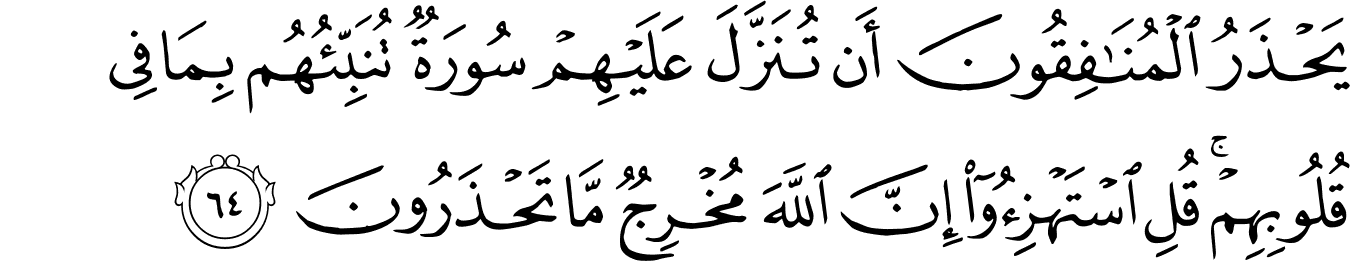 يَحْذَرُ ٱلْمُنَٰفِقُونَ أَن تُنَزَّلَ عَلَيْهِمْ سُورَةٌ تُنَبِّئُهُم بِمَا فِى
قُلُوبِهِمْ ۚ قُلِ ٱسْتَهْزِءُوٓا۟ إِنَّ ٱللَّهَ مُخْرِجٌ مَّا تَحْذَرُونَ ٦٤